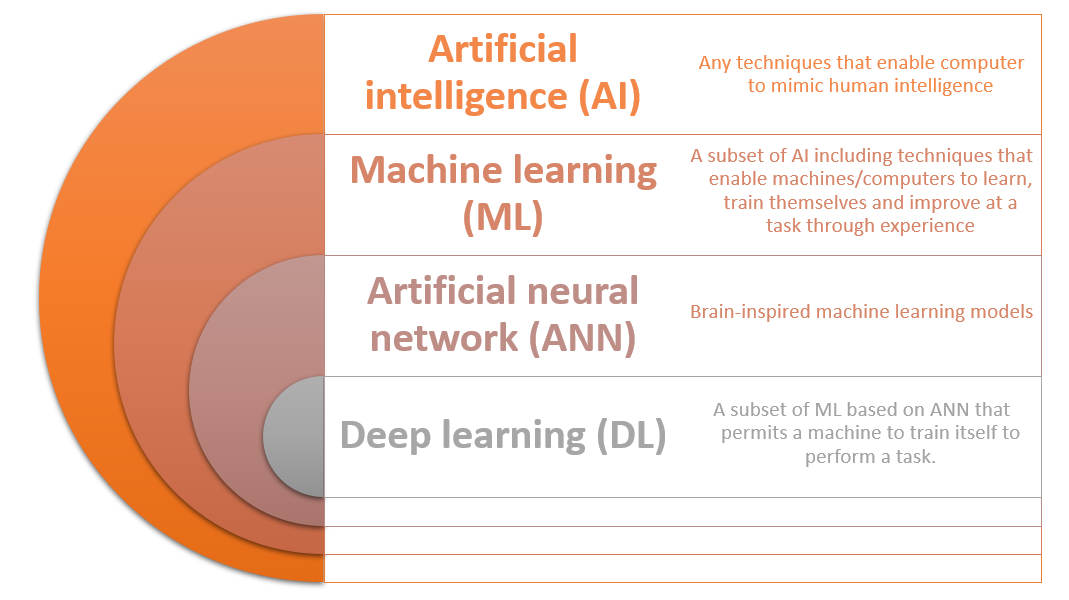 Artificial
intelligence (AI)
Any techniques that enable computer
to mimic human intelligence
Machine learning
(ML)
A subset of AI including techniques that
enable machines/computers to learn,
train themselves and improve at a
task through experience
Artificial neural
network (ANN)
Brain-inspired machine learning models
Deep learning (DL)
A subset of ML based on ANN that
permits a machine to train itself to
perform a task.